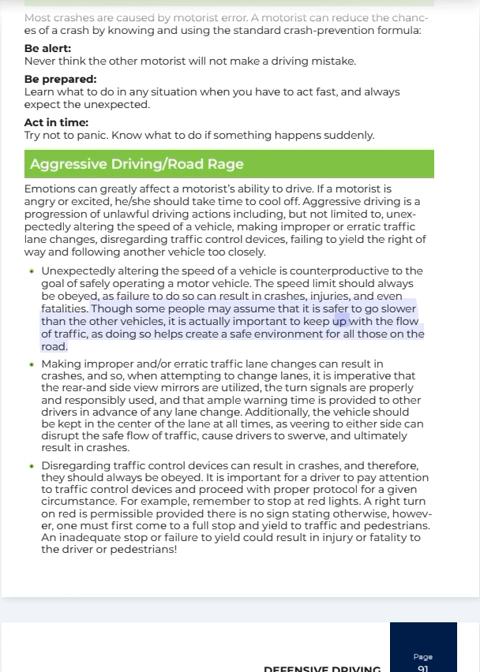 Most crashes are caused by motorist error. A motorist can reduce the chanc-
es of a crash by knowing and using the standard crash-prevention formula:
Be alert:
Never think the other motorist will not make a driving mistake.
Be prepared:
Learn what to do in any situation when you have to act fast, and always
expect the unexpected.
Act in time:
Try not to panic. Know what to do if something happens suddenly.
Aggressive Driving/Road Rage
Emotions can greatly affect a motorist's ability to drive. If a motorist is
angry or excited, he/she should take time to cool off. Aggressive driving is a
progression of unlawful driving actions including, but not limited to, unex-
pectedly altering the speed of a vehicle, making improper or erratic traffic
lane changes, disregarding traffic control devices, failing to yield the right of
way and following another vehicle too closely.
• Unexpectedly altering the speed of a vehicle is counterproductive to the
goal of safely operating a motor vehicle. The speed limit should always
be obeyed, as failure to do so can result in crashes, injuries, and even
fatalities. Though some people may assume that it is safer to go slower
than the other vehicles, it is actually important to keep up with the flow
of traffic, as doing so helps create a safe environment for all those on the
road.
• Making improper and/or erratic traffic lane changes can result in
crashes, and so, when attempting to change lanes, it is imperative that
the rear-and side view mirrors are utilized, the turn signals are properly
and responsibly used, and that ample warning time is provided to other
drivers in advance of any lane change. Additionally, the vehicle should
be kept in the center of the lane at all times, as veering to either side can
disrupt the safe flow of traffic, cause drivers to swerve, and ultimately
result in crashes.
• Disregarding traffic control devices can result in crashes, and therefore,
they should always be obeyed. It is important for a driver to pay attention
to traffic control devices and proceed with proper protocol for a given
circumstance. For example, remember to stop at red lights. A right turn
on red is permissible provided there is no sign stating otherwise, howev-
er, one must first come to a full stop and yield to traffic and pedestrians.
An inadequate stop or failure to yield could result in injury or fatality to
the driver or pedestrians!
Page
DEFENSIVE DRIVING
91